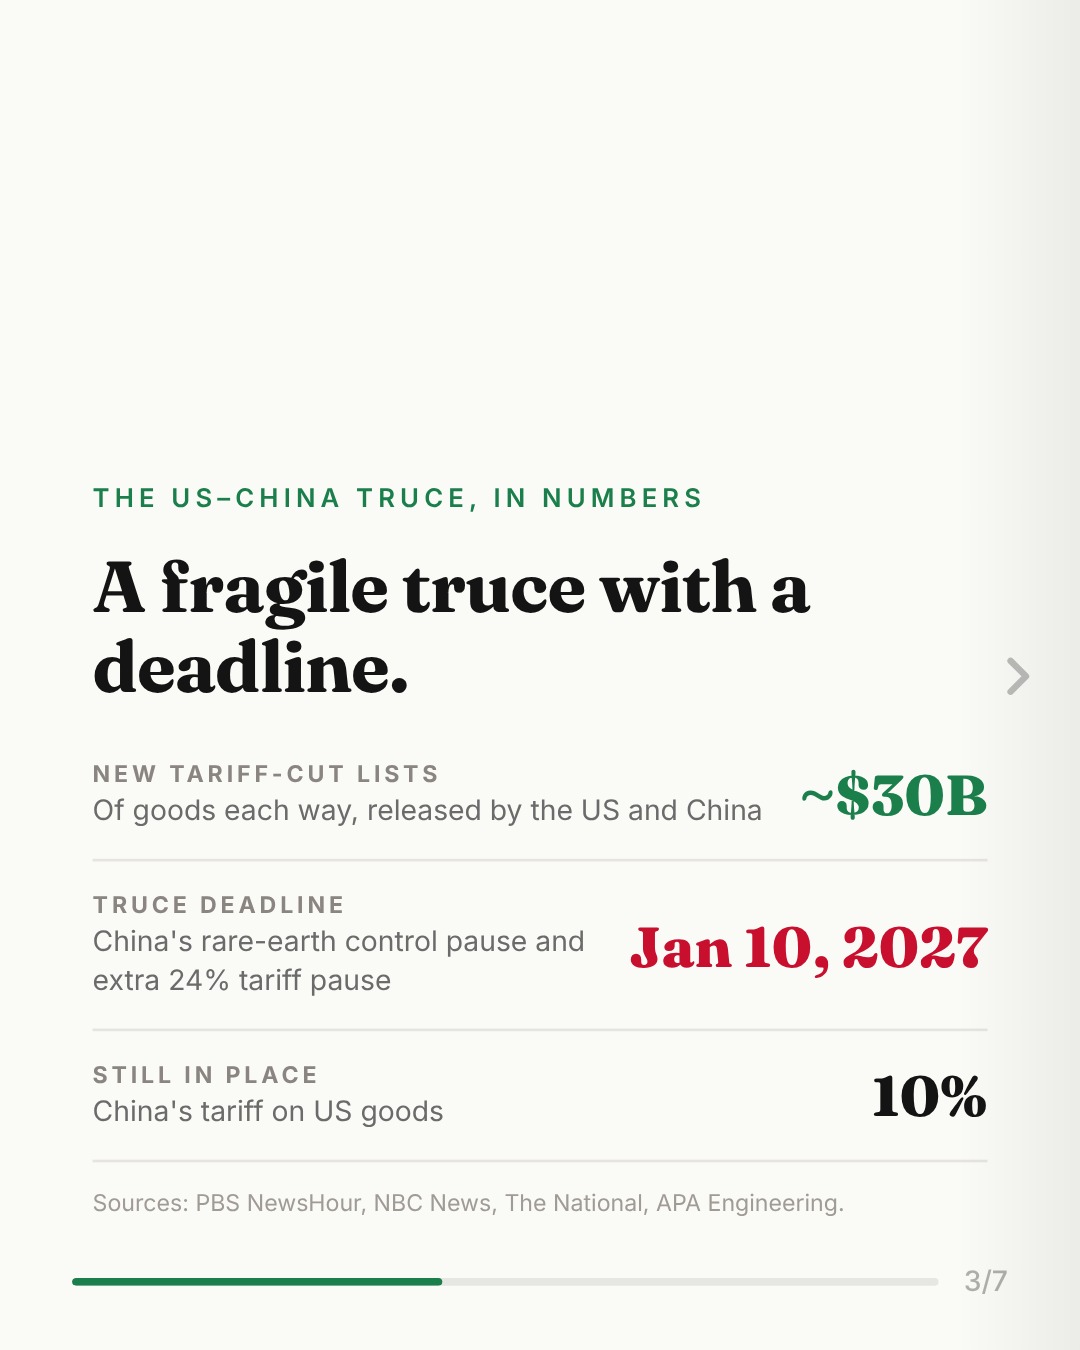 THE US–CHINA TRUCE, IN NUMBERS
A fragile truce with a
deadline.
NEW TARIFF-CUT LISTS
Of goods each way, released by the US and China
~$30B
TRUCE DEADLINE
China's rare-earth control pause and
extra 24% tariff pause
Jan 10, 2027
STILL IN PLACE
China's tariff on US goods
10%
Sources: PBS NewsHour, NBC News, The National, APA Engineering.
3/7